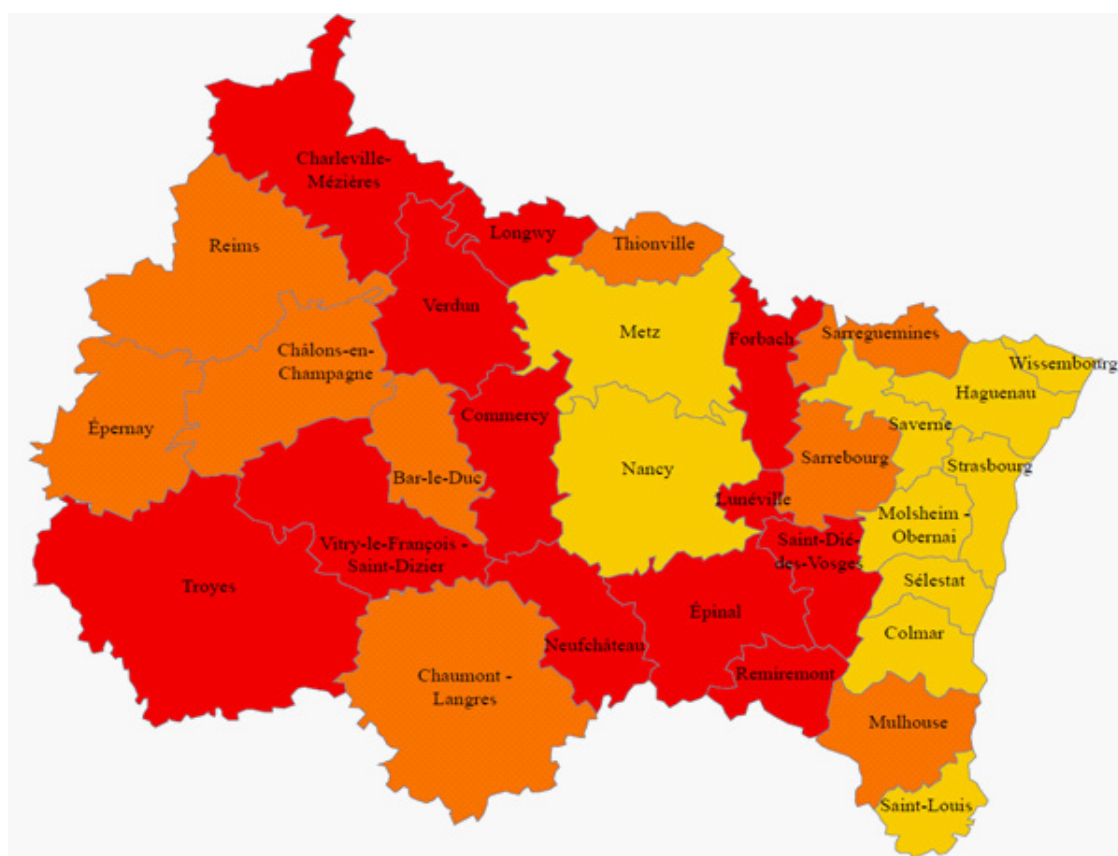 Charleville-
Mézières
Longwy
Thionville
Reims
Verdun
Metz
Forbach
Sarreguemines
Wissembourg
Châlons-en-
Champagne
Haguenau
Commercy
Saverne
Épernay
Sarrebourg
Strasbourg
Nancy
Bar-le-Duc
Lunéville
Molsheim -
Obernai
Vitry-le-François -
Saint-Dizier
Saint-Dié-
des-Vosges
Troyes
Sélestat
Épinal
Colmar
Neufchâteau
Remiremont
Chaumont -
Langres
Mulhouse
Saint-Louis